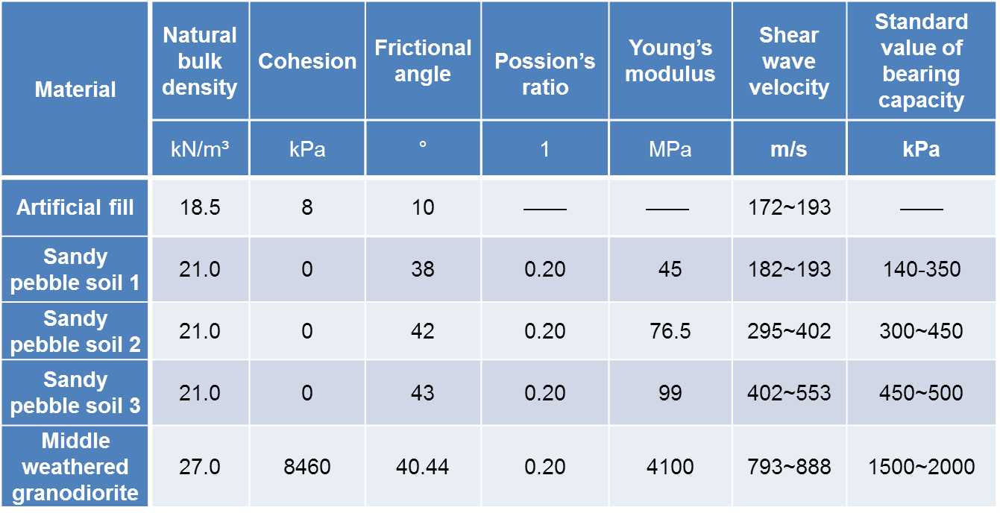 Material
Natural
bulk
density
Cohesion
Frictional
angle
Possion’s
ratio
Young’s
modulus
Shear
wave
velocity
Standard
value of
bearing
capacity
kN/m³
kPa
°
1
MPa
m/s
kPa
Artificial fill
18.5
8
10
——
——
172~193
——
Sandy
pebble soil 1
21.0
0
38
0.20
45
182~193
140-350
Sandy
pebble soil 2
21.0
0
42
0.20
76.5
295~402
300~450
Sandy
pebble soil 3
21.0
0
43
0.20
99
402~553
450~500
Middle
weathered
granodiorite
27.0
8460
40.44
0.20
4100
793~888
1500~2000